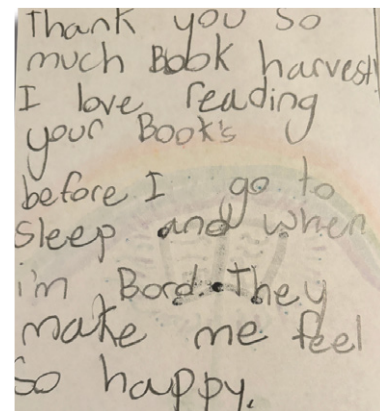 Thank you so
much Book harvest!
I love reading
your Book's
before I go to
sleep and when
i'm Bord. They
make me feel
so happy.